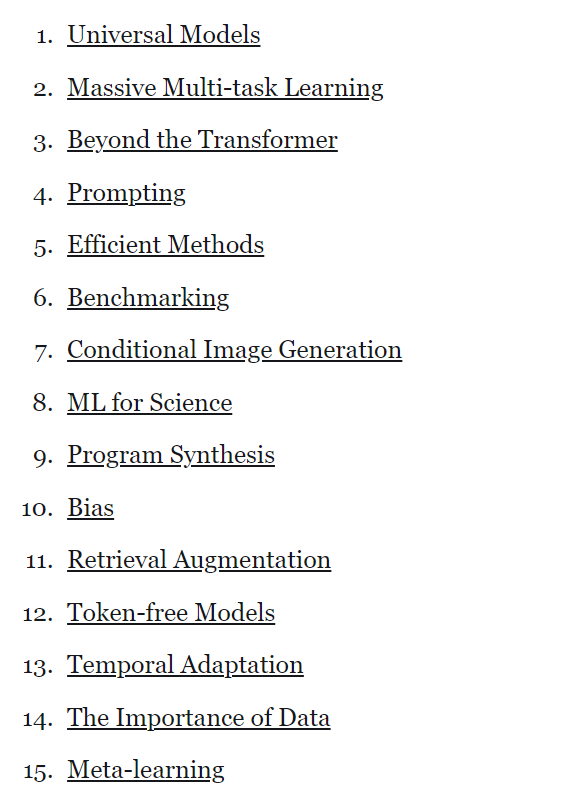 1. Universal Models
2. Massive Multi-task Learning
3. Beyond the Transformer
4. Prompting
5. Efficient Methods
6. Benchmarking
7. Conditional Image Generation
8. ML for Science
9. Program Synthesis
10. Bias
11. Retrieval Augmentation
12. Token-free Models
13. Temporal Adaptation
14. The Importance of Data
15. Meta-learning